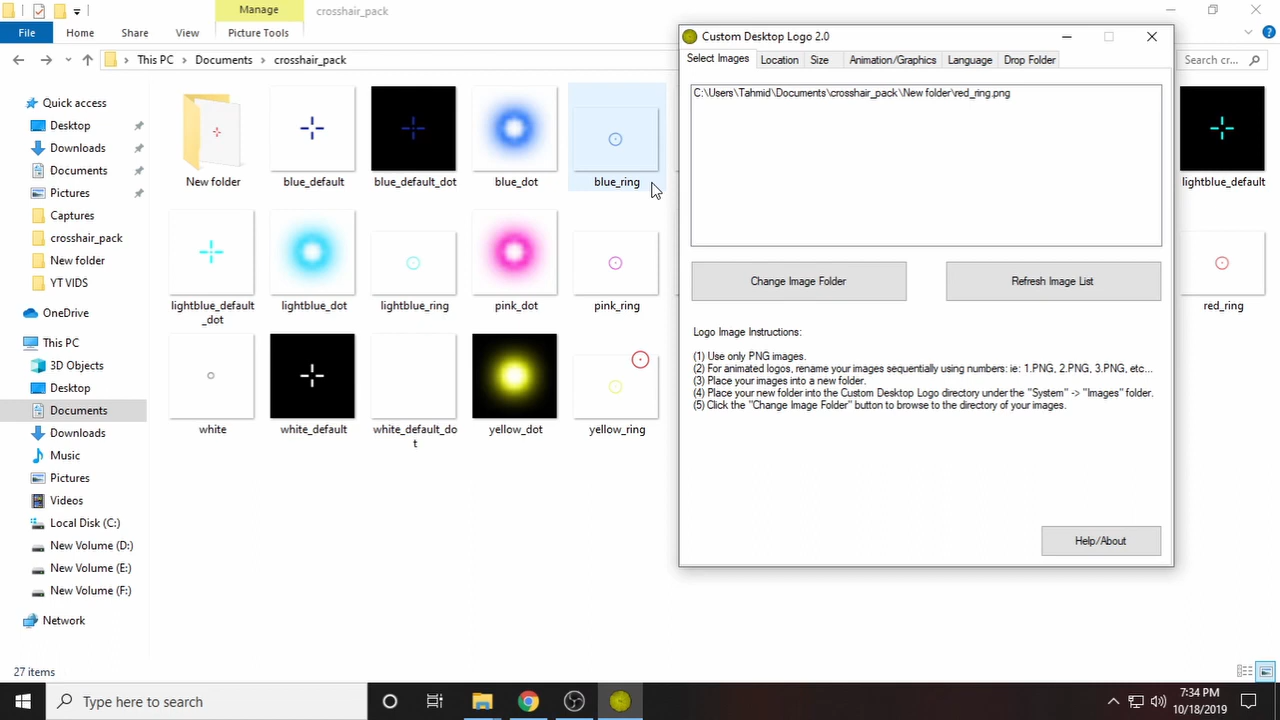 Manage
crosshair_pack
File
Home
Share
View
Picture Tools
This PC
Documents
crosshair_pack
Search cr...
Quick access
Desktop
Downloads
Documents
Pictures
Captures
crosshair_pack
New folder
YT VIDS
OneDrive
This PC
3D Objects
Desktop
Documents
Downloads
Music
Pictures
Videos
Local Disk (C:)
New Volume (D:)
New Volume (E:)
New Volume (F:)
Network
New folder
blue_default
blue_default_dot
blue_dot
blue_ring
lightblue_default
lightblue_default
_dot
lightblue_dot
lightblue_ring
pink_dot
pink_ring
red_ring
white
white_default
white_default_do
t
yellow_dot
yellow_ring
Custom Desktop Logo 2.0
Select Images
Location
Size
Animation/Graphics
Language
Drop Folder
C:\Users\Tahmid\Documents\crosshair_pack\New folder\red_ring.png
Change Image Folder
Refresh Image List
Logo Image Instructions:
(1) Use only PNG images.
(2) For animated logos, rename your images sequentially using numbers: ie: 1.PNG, 2.PNG, 3.PNG, etc...
(3) Place your images into a new folder.
(4) Place your new folder into the Custom Desktop Logo directory under the "System" -> "Images" folder.
(5) Click the "Change Image Folder" button to browse to the directory of your images.
Help/About
27 items
Type here to search
7:34 PM
10/18/2019